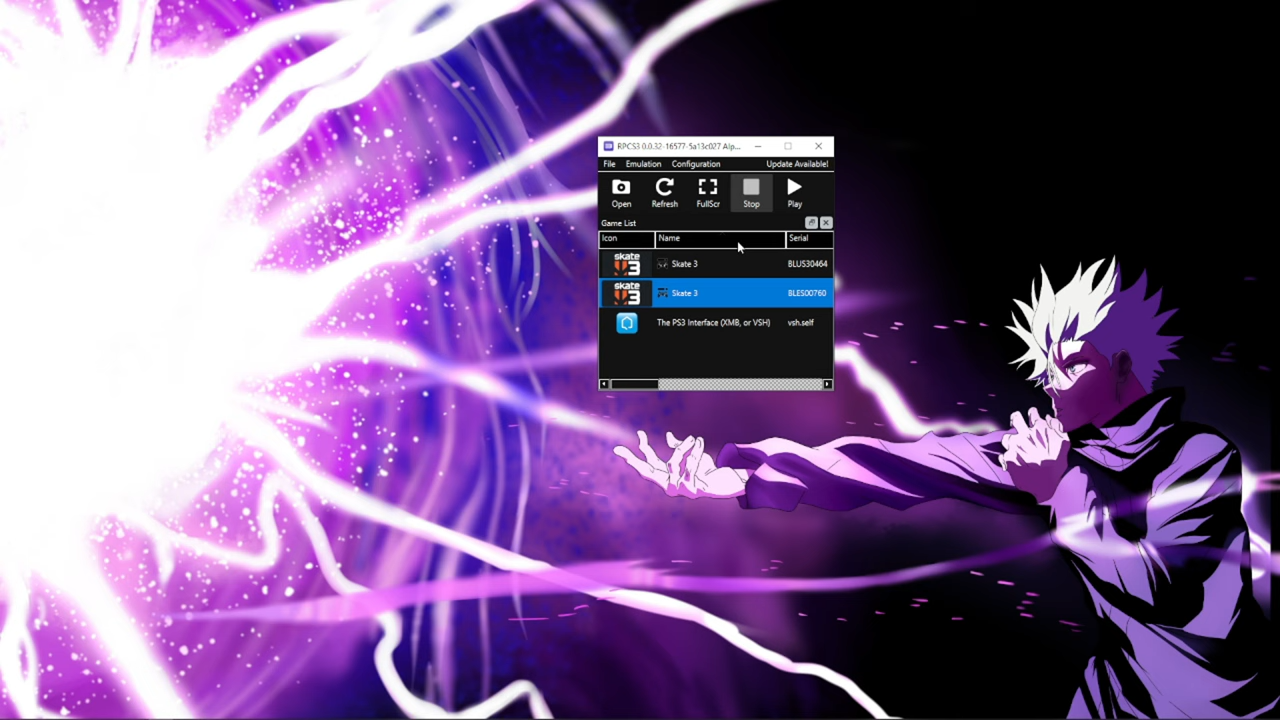 RPCS3 0.0.32-16577-5a13c027 Alp...
File Emulation Configuration Update Available!
Open Refresh FullScr Stop Play
Game List
Icon Name Serial
skate 3 Skate 3 BLUS30464
skate 3 Skate 3 BLES00760
The PS3 Interface (XMB, or VSH) vsh.self